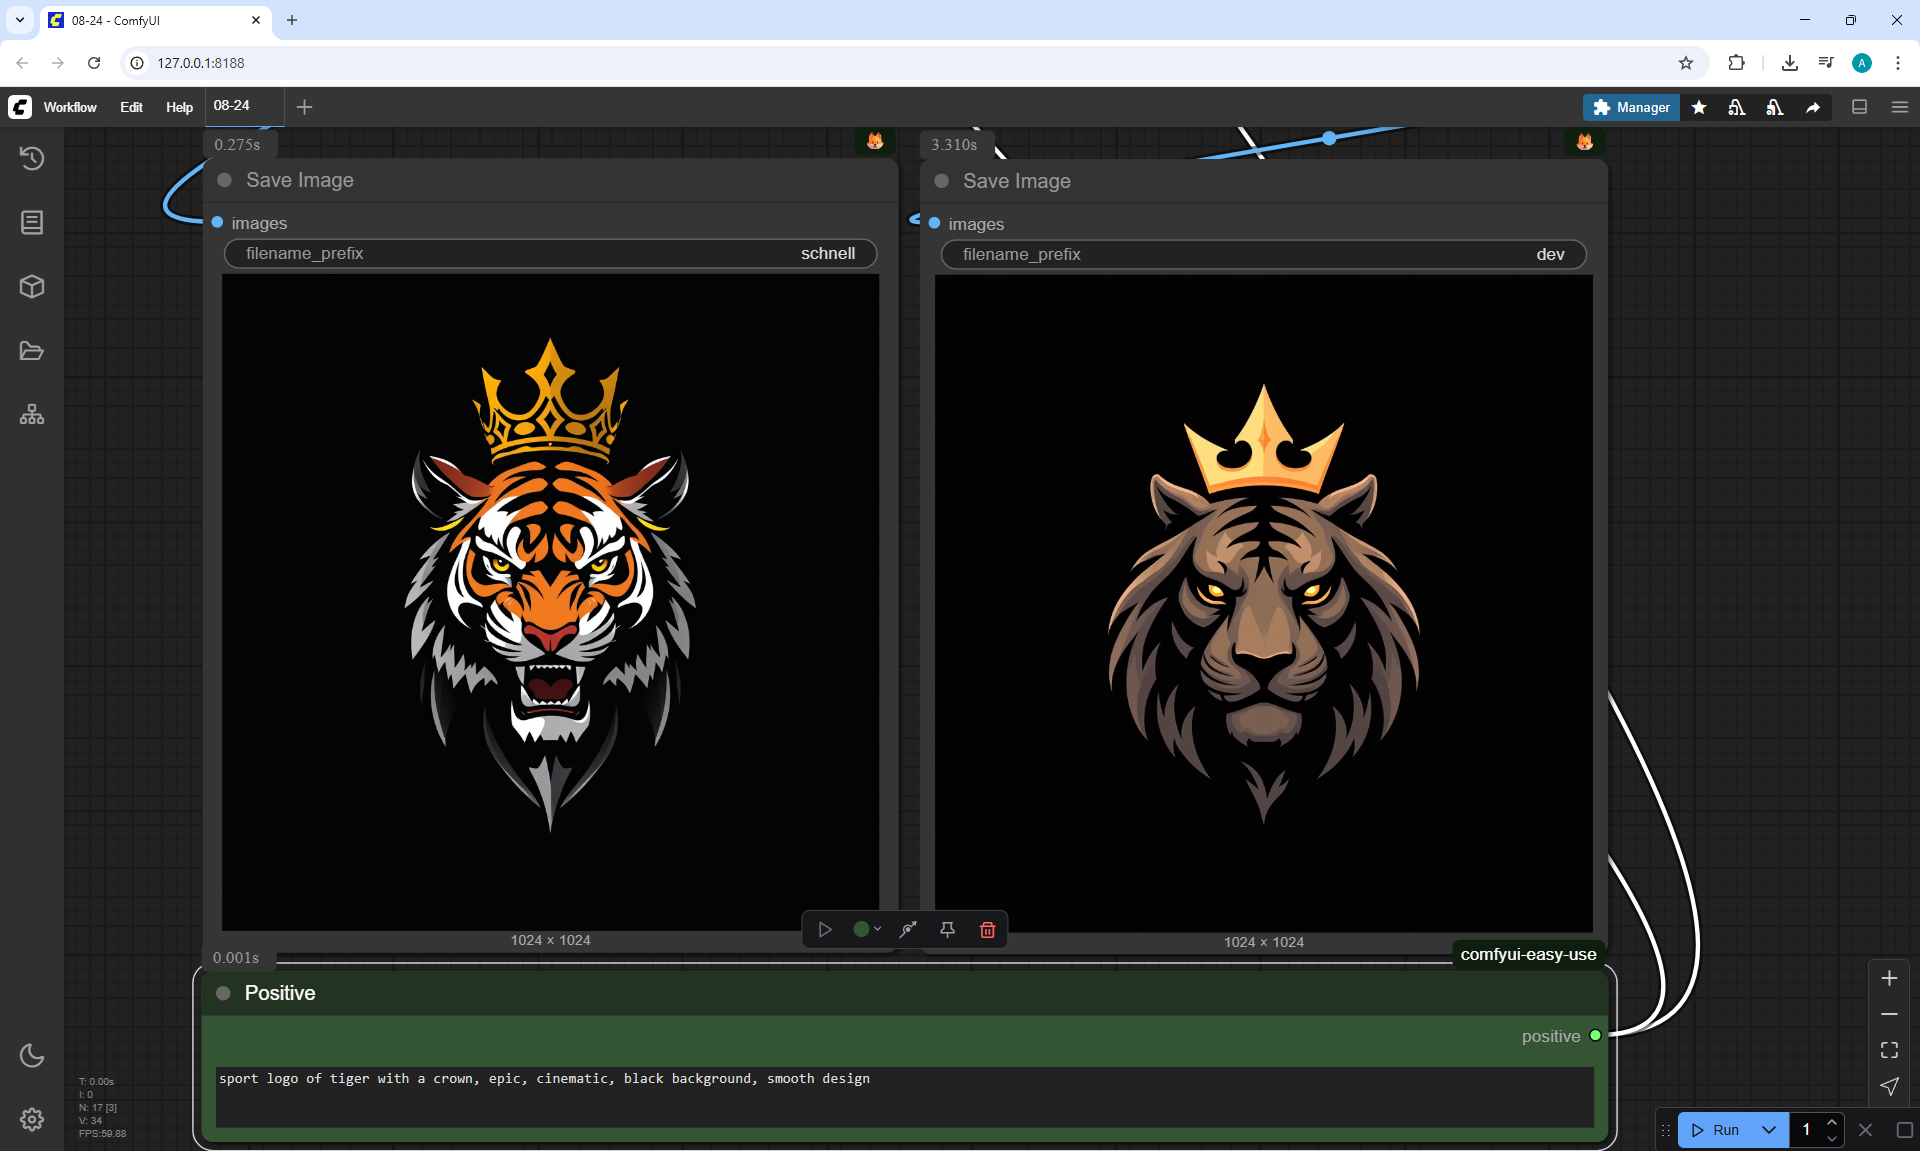 08-24 - ComfyUI
127.0.0.1:8188
A
Workflow
Edit
Help
08-24
Manager
0.275s
3.310s
Save Image
Save Image
images
images
filename_prefix
schnell
filename_prefix
dev
1024 × 1024
1024 × 1024
0.001s
comfyui-easy-use
Positive
positive
sport logo of tiger with a crown, epic, cinematic, black background, smooth design
T: 0.00s
I: 0
N: 17 [3]
V: 34
FPS:59.88
Run
1